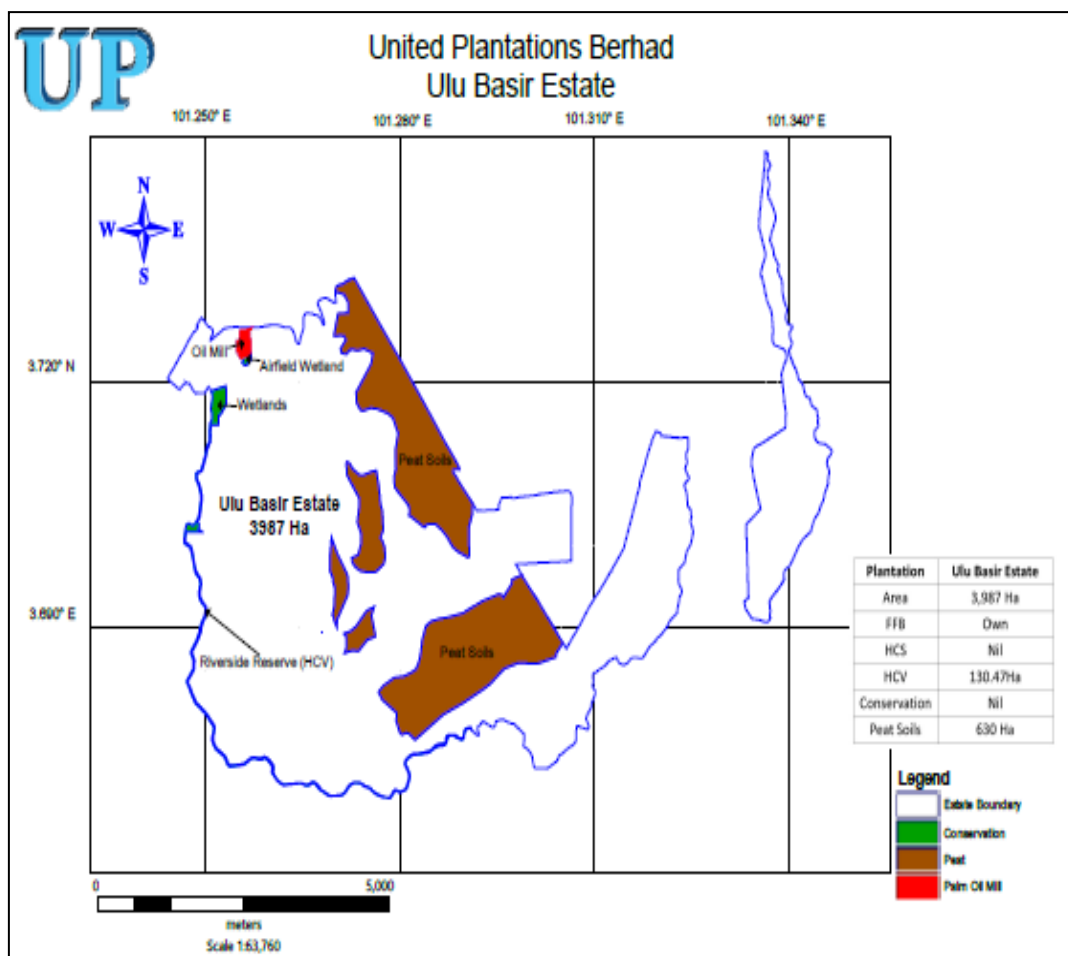 UP
United Plantations Berhad
Ulu Basir Estate
101.250° E
101.280° E
101.310° E
101.340° E
N
W
E
S
Oil Mill
Airfield Wetland
3.720° N
Wetlands
Peat Soils
Ulu Basir Estate
3987 Ha
Plantation Ulu Basir Estate
Area 3,987 Ha
FFB Own
HCS Nil
HCV 130.47Ha
Conservation Nil
Peat Soils 630 Ha
3.690° E
Peat Soils
Riverside Reserve (HCV)
Legend
Estate Boundary
Conservation
Peat
Palm Oil Mill
0
5,000
meters
Scale 1:63,760